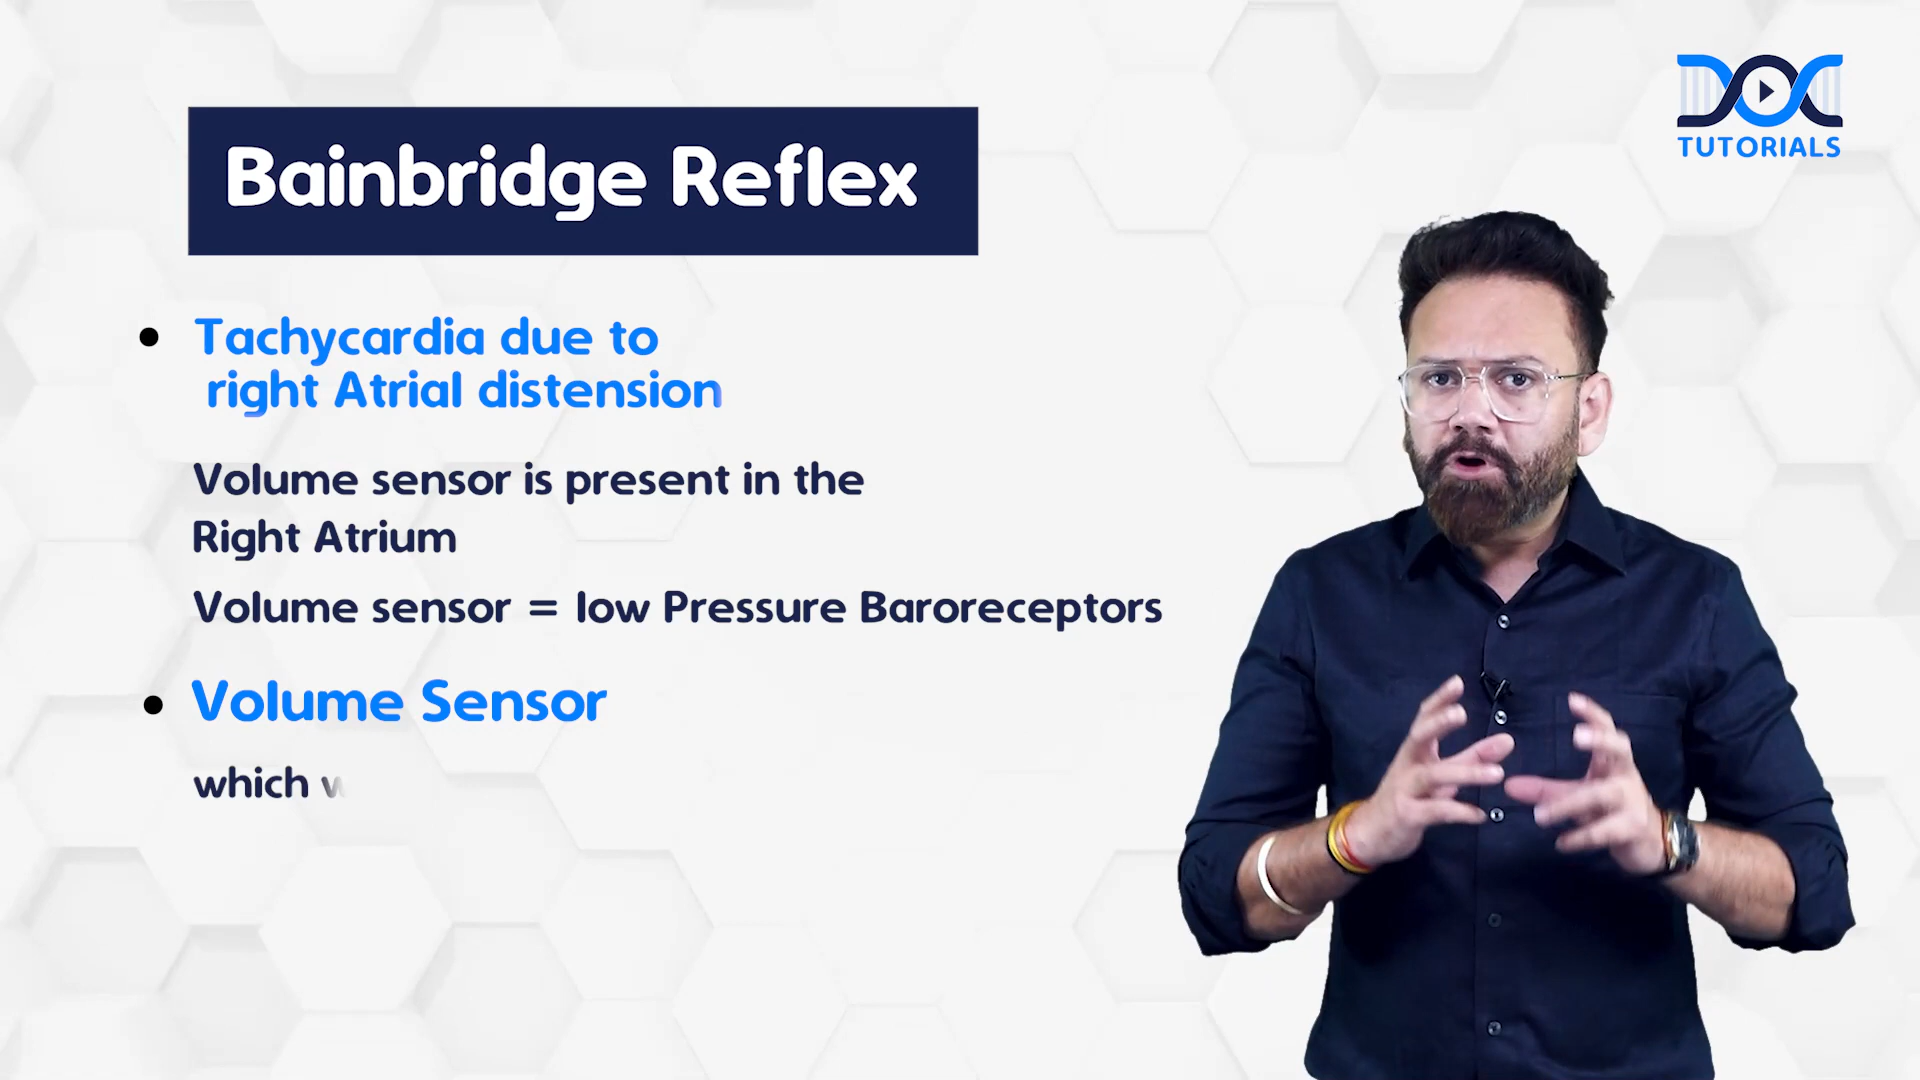 DOC
TUTORIALS
Bainbridge Reflex
Tachycardia due to
right Atrial distension
Volume sensor is present in the
Right Atrium
Volume sensor = low Pressure Baroreceptors
Volume Sensor
which